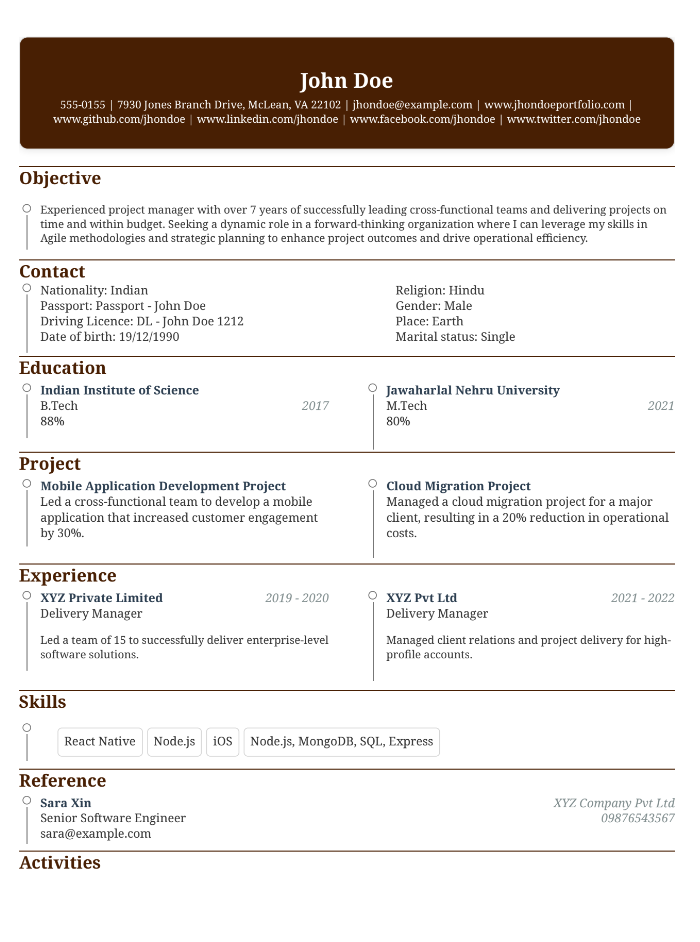 John Doe
555-0155 | 7930 Jones Branch Drive, McLean, VA 22102 | jhondoe@example.com | www.jhondoeportfolio.com |
www.github.com/jhondoe | www.linkedin.com/jhondoe | www.facebook.com/jhondoe | www.twitter.com/jhondoe
Objective
Experienced project manager with over 7 years of successfully leading cross-functional teams and delivering projects on
time and within budget. Seeking a dynamic role in a forward-thinking organization where I can leverage my skills in
Agile methodologies and strategic planning to enhance project outcomes and drive operational efficiency.
Contact
Nationality: Indian
Passport: Passport - John Doe
Driving Licence: DL - John Doe 1212
Date of birth: 19/12/1990
Religion: Hindu
Gender: Male
Place: Earth
Marital status: Single
Education
Indian Institute of Science
B.Tech 2017
88%
Jawaharlal Nehru University
M.Tech 2021
80%
Project
Mobile Application Development Project
Led a cross-functional team to develop a mobile
application that increased customer engagement
by 30%.
Cloud Migration Project
Managed a cloud migration project for a major
client, resulting in a 20% reduction in operational
costs.
Experience
XYZ Private Limited 2019 - 2020
Delivery Manager
Led a team of 15 to successfully deliver enterprise-level
software solutions.
XYZ Pvt Ltd 2021 - 2022
Delivery Manager
Managed client relations and project delivery for high-
profile accounts.
Skills
React Native Node.js iOS Node.js, MongoDB, SQL, Express
Reference
Sara Xin XYZ Company Pvt Ltd
Senior Software Engineer 09876543567
sara@example.com
Activities